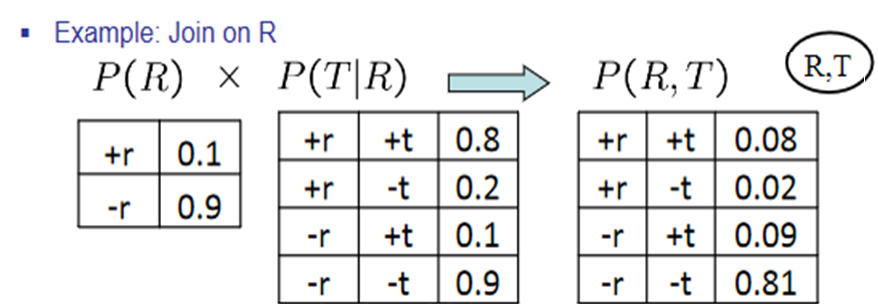 ▪ Example: Join on R
P(R) × P(T|R) P(R, T) R,T
+r 0.1
-r 0.9
+r +t 0.8
+r -t 0.2
-r +t 0.1
-r -t 0.9
+r +t 0.08
+r -t 0.02
-r +t 0.09
-r -t 0.81